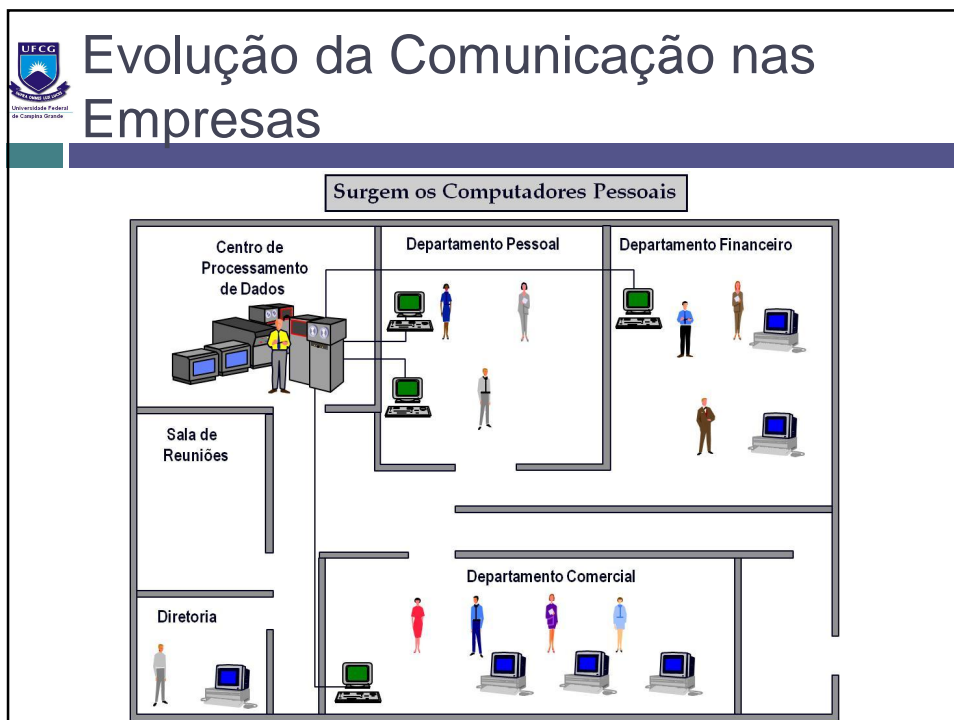 UFCG
Universidade Federal
de Campina Grande
Evolução da Comunicação nas
Empresas
Surgem os Computadores Pessoais
Centro de
Processamento
de Dados
Departamento Pessoal
Departamento Financeiro
Sala de
Reuniões
Departamento Comercial
Diretoria